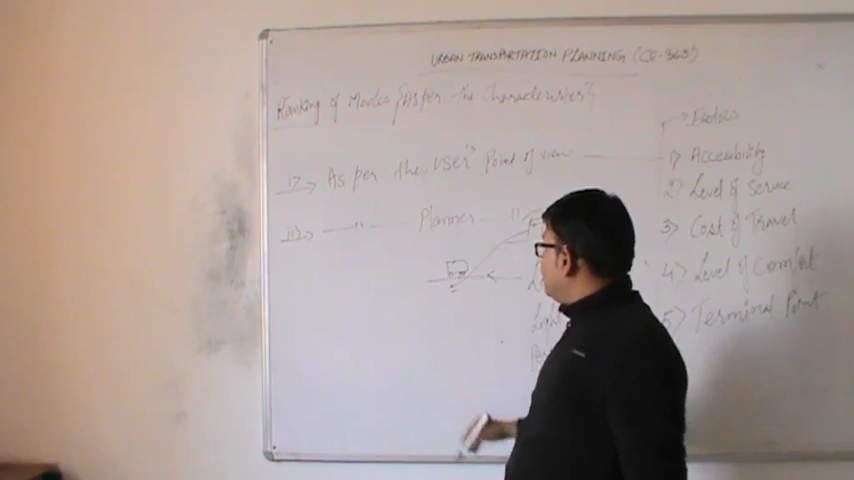 URBAN TRANSPORTATION PLANNING (CE-363)
Ranking of Modes {As per the Characteristics}
i) As per the, User's Point of view
ii) —"— Planner —"—
Factors
1) Accessibility
2) Level of Service
3) Cost of Travel
4) Level of Comfort
5) Terminal Point